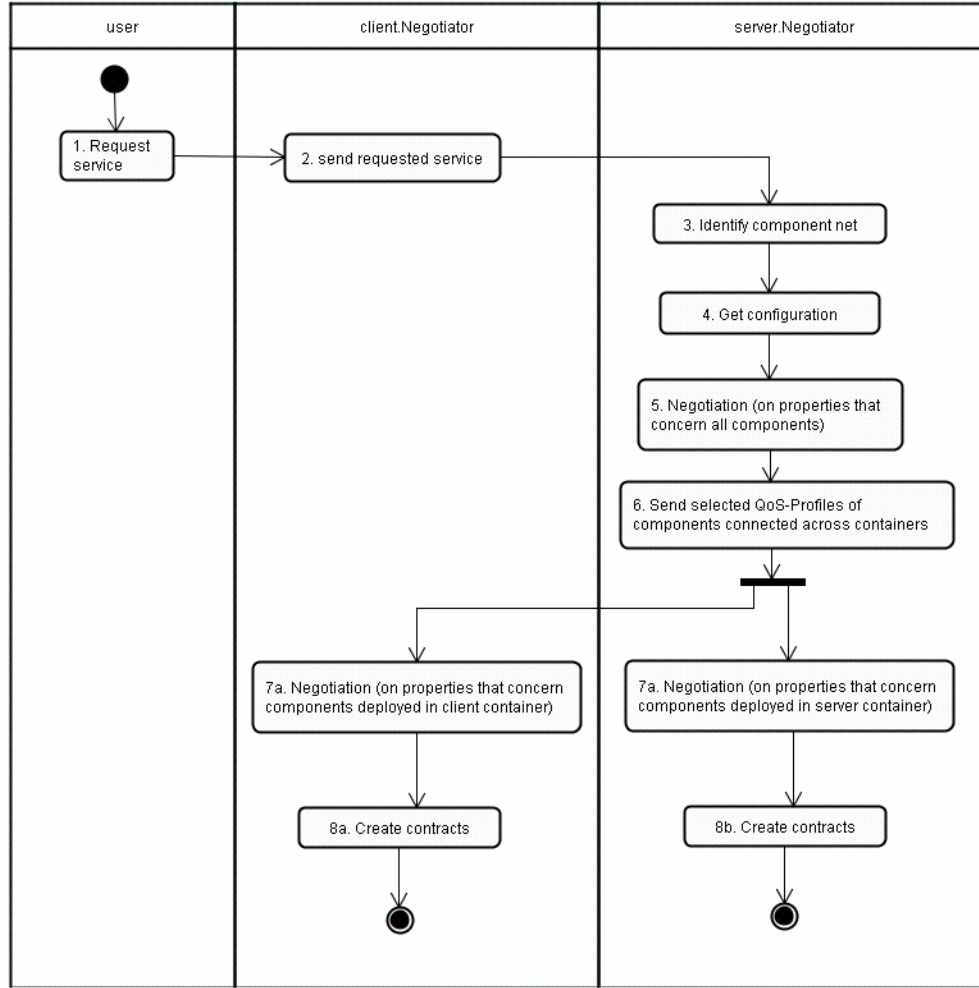 user
client.Negotiator
server.Negotiator
1. Request
service
2. send requested service
3. Identify component net
4. Get configuration
5. Negotiation (on properties that
concern all components)
6. Send selected QoS-Profiles of
components connected across containers
7a. Negotiation (on properties that concern
components deployed in client container)
7a. Negotiation (on properties that concern
components deployed in server container)
8a. Create contracts
8b. Create contracts